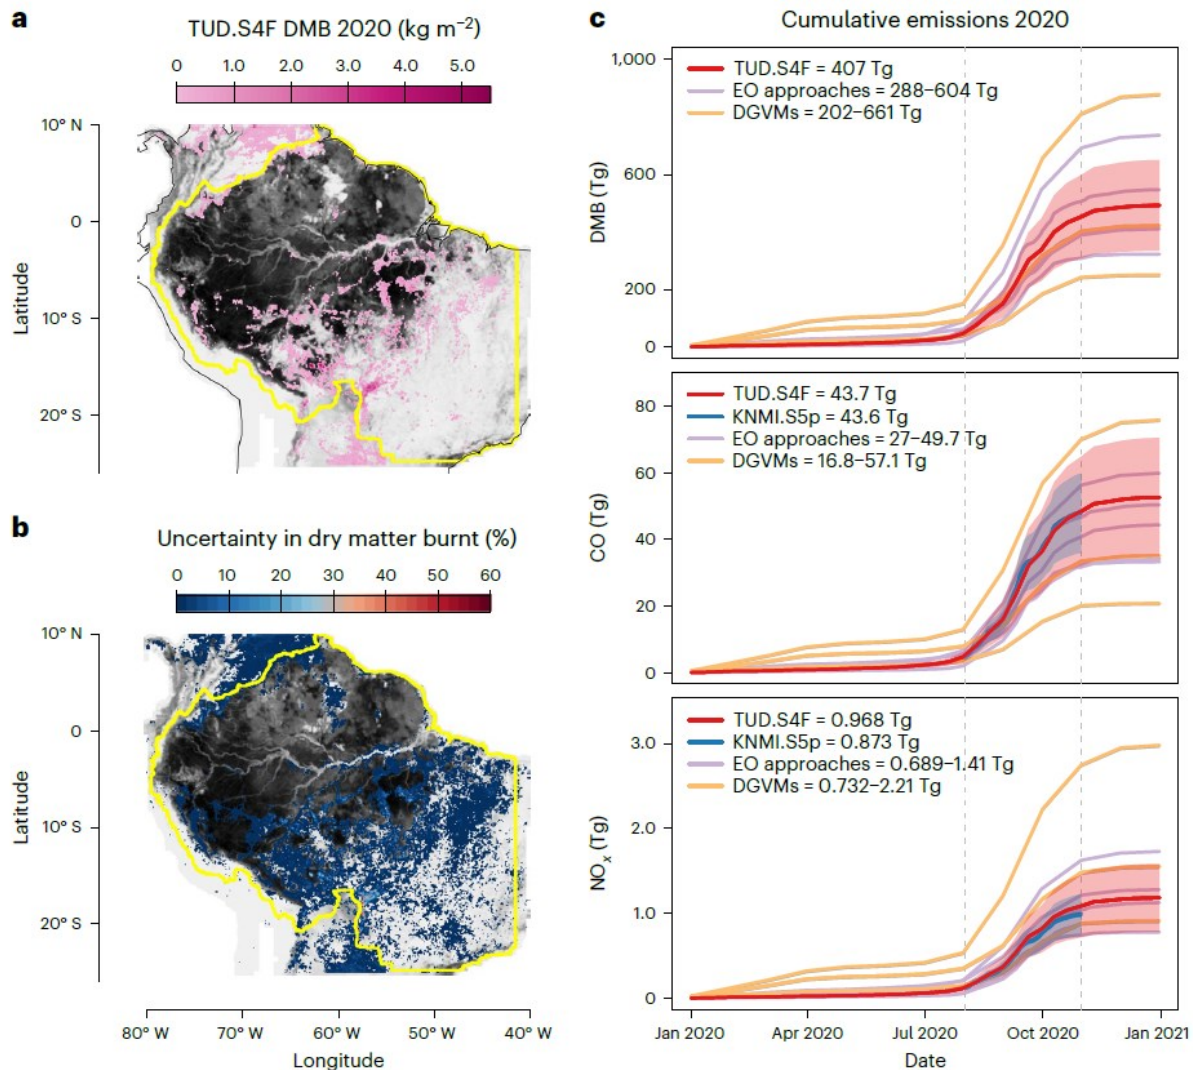 a
TUD.S4F DMB 2020 (kg m⁻²)
0 1.0 2.0 3.0 4.0 5.0
10° N
0
10° S
20° S
Latitude
b
Uncertainty in dry matter burnt (%)
0 10 20 30 40 50 60
10° N
0
10° S
20° S
Latitude
80° W 70° W 60° W 50° W 40° W
Longitude
c
Cumulative emissions 2020
TUD.S4F = 407 Tg
EO approaches = 288–604 Tg
DGVMs = 202–661 Tg
1,000
600
200
0
DMB (Tg)
TUD.S4F = 43.7 Tg
KNMI.S5p = 43.6 Tg
EO approaches = 27–49.7 Tg
DGVMs = 16.8–57.1 Tg
80
60
40
20
0
CO (Tg)
TUD.S4F = 0.968 Tg
KNMI.S5p = 0.873 Tg
EO approaches = 0.689–1.41 Tg
DGVMs = 0.732–2.21 Tg
3.0
2.0
1.0
0
NOₓ (Tg)
Jan 2020 Apr 2020 Jul 2020 Oct 2020 Jan 2021
Date